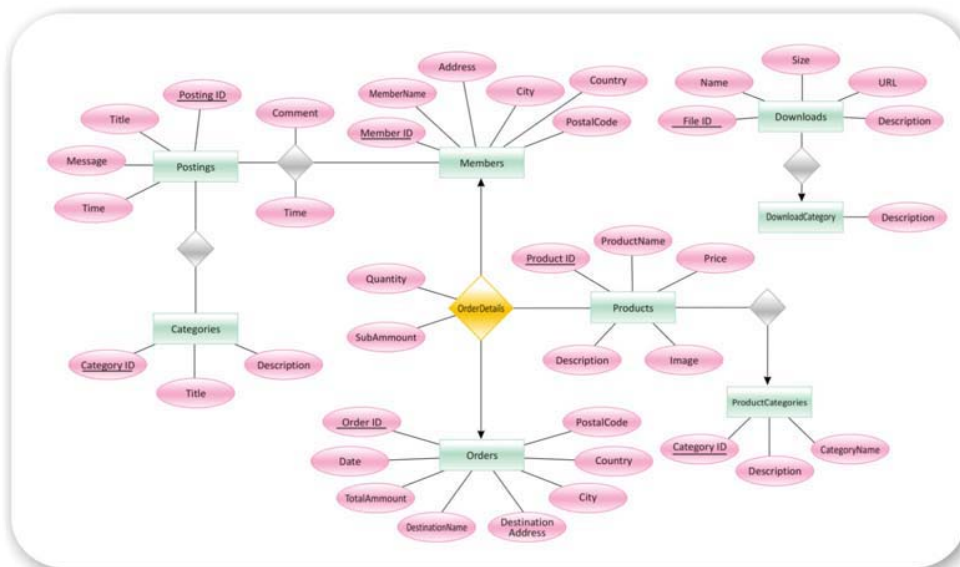 Posting ID
Title
Message
Time
Postings
Comment
Time
Address
MemberName
City
Country
Member ID
PostalCode
Members
Size
Name
URL
File ID
Downloads
Description
DownloadCategory
Description
Categories
Category ID
Title
Description
Quantity
SubAmmount
OrderDetails
ProductName
Product ID
Price
Products
Description
Image
ProductCategories
Category ID
Description
CategoryName
Order ID
PostalCode
Date
Orders
Country
TotalAmmount
City
DestinationName
Destination
Address